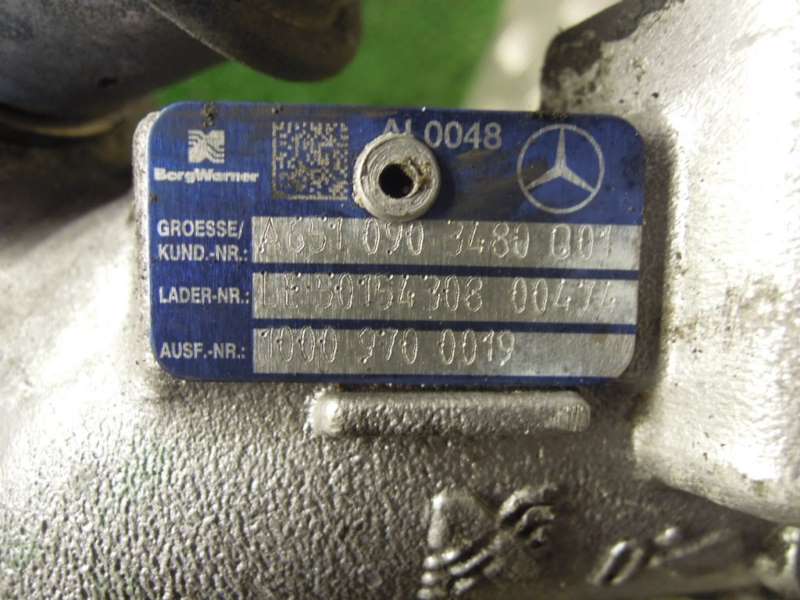 AL0048
BorgWarner
GROESSE/
KUND.-NR.: A651 090 3480 Q01
LADER-NR.: 00474
AUSF.-NR.: 1000 970 0019